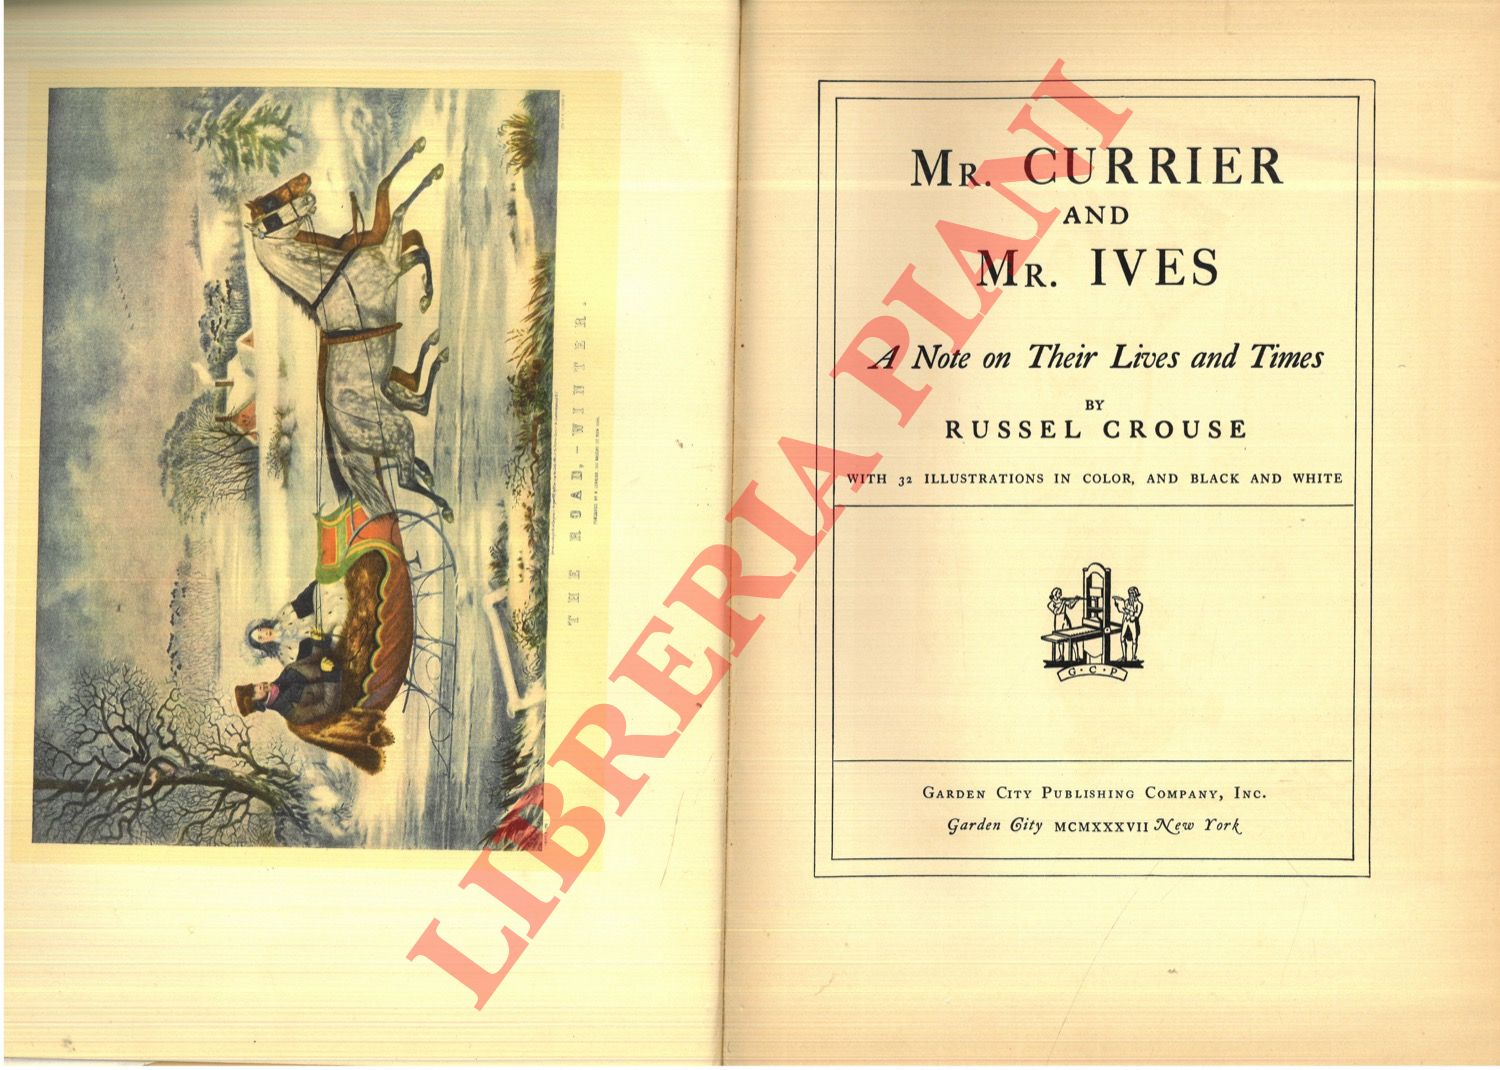 THE ROAD,-WINTER.
MR. CURRIER
AND
MR. IVES
A Note on Their Lives and Times
BY
RUSSEL CROUSE
WITH 32 ILLUSTRATIONS IN COLOR, AND BLACK AND WHITE
G·C·P
GARDEN CITY PUBLISHING COMPANY, INC.
Garden City MCMXXXVII New York
LIBRERIA PIANI